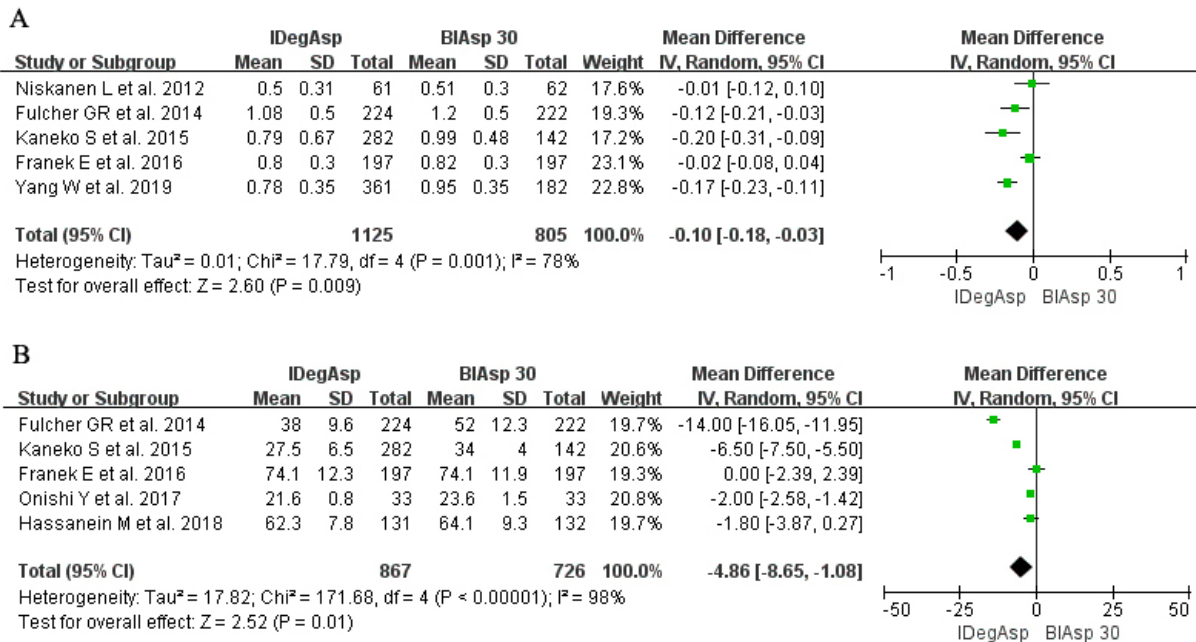 A
IDegAsp BIAsp 30 Mean Difference Mean Difference
Study or Subgroup Mean SD Total Mean SD Total Weight IV, Random, 95% CI IV, Random, 95% CI
Niskanen L et al. 2012 0.5 0.31 61 0.51 0.3 62 17.6% -0.01 [-0.12, 0.10]
Fulcher GR et al. 2014 1.08 0.5 224 1.2 0.5 222 19.3% -0.12 [-0.21, -0.03]
Kaneko S et al. 2015 0.79 0.67 282 0.99 0.48 142 17.2% -0.20 [-0.31, -0.09]
Franek E et al. 2016 0.8 0.3 197 0.82 0.3 197 23.1% -0.02 [-0.08, 0.04]
Yang W et al. 2019 0.78 0.35 361 0.95 0.35 182 22.8% -0.17 [-0.23, -0.11]
Total (95% CI) 1125 805 100.0% -0.10 [-0.18, -0.03]
Heterogeneity: Tau² = 0.01; Chi² = 17.79, df = 4 (P = 0.001); I² = 78%
Test for overall effect: Z = 2.60 (P = 0.009)
-1 -0.5 0 0.5 1
IDegAsp BIAsp 30
B
IDegAsp BIAsp 30 Mean Difference Mean Difference
Study or Subgroup Mean SD Total Mean SD Total Weight IV, Random, 95% CI IV, Random, 95% CI
Fulcher GR et al. 2014 38 9.6 224 52 12.3 222 19.7% -14.00 [-16.05, -11.95]
Kaneko S et al. 2015 27.5 6.5 282 34 4 142 20.6% -6.50 [-7.50, -5.50]
Franek E et al. 2016 74.1 12.3 197 74.1 11.9 197 19.3% 0.00 [-2.39, 2.39]
Onishi Y et al. 2017 21.6 0.8 33 23.6 1.5 33 20.8% -2.00 [-2.58, -1.42]
Hassanein M et al. 2018 62.3 7.8 131 64.1 9.3 132 19.7% -1.80 [-3.87, 0.27]
Total (95% CI) 867 726 100.0% -4.86 [-8.65, -1.08]
Heterogeneity: Tau² = 17.82; Chi² = 171.68, df = 4 (P < 0.00001); I² = 98%
Test for overall effect: Z = 2.52 (P = 0.01)
-50 -25 0 25 50
IDegAsp BIAsp 30